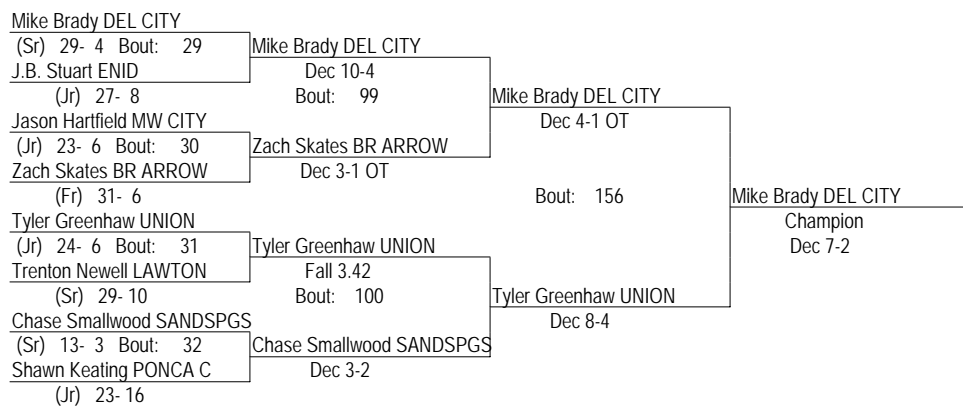 Mike Brady DEL CITY
(Sr) 29- 4 Bout: 29
J.B. Stuart ENID
(Jr) 27- 8
Jason Hartfield MW CITY
(Jr) 23- 6 Bout: 30
Zach Skates BR ARROW
(Fr) 31- 6
Tyler Greenhaw UNION
(Jr) 24- 6 Bout: 31
Trenton Newell LAWTON
(Sr) 29- 10
Chase Smallwood SANDSPGS
(Sr) 13- 3 Bout: 32
Shawn Keating PONCA C
(Jr) 23- 16
Mike Brady DEL CITY
Dec 10-4
Bout: 99
Zach Skates BR ARROW
Dec 3-1 OT
Tyler Greenhaw UNION
Fall 3.42
Bout: 100
Chase Smallwood SANDSPGS
Dec 3-2
Mike Brady DEL CITY
Dec 4-1 OT
Bout: 156
Tyler Greenhaw UNION
Dec 8-4
Mike Brady DEL CITY
Champion
Dec 7-2